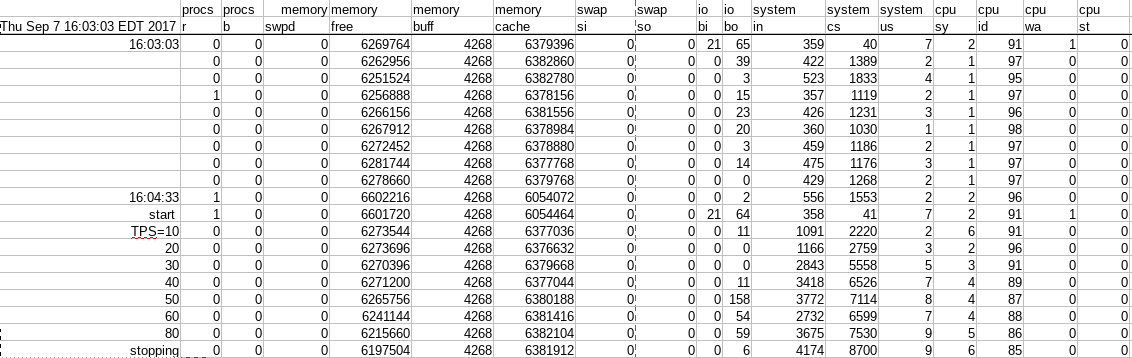 procs procs memory memory memory memory swap swap io io system system system cpu cpu cpu cpu
Thu Sep 7 16:03:03 EDT 2017 r b swpd free buff cache si so bi bo in cs us sy id wa st
16:03:03 0 0 0 6269764 4268 6379396 0 0 21 65 359 40 7 2 91 1 0
0 0 0 6262956 4268 6382860 0 0 0 39 422 1389 2 1 97 0 0
0 0 0 6251524 4268 6382780 0 0 0 3 523 1833 4 1 95 0 0
1 0 0 6256888 4268 6378156 0 0 0 15 357 1119 2 1 97 0 0
0 0 0 6266156 4268 6381556 0 0 0 23 426 1231 3 1 96 0 0
0 0 0 6267912 4268 6378984 0 0 0 20 360 1030 1 1 98 0 0
0 0 0 6272452 4268 6378880 0 0 0 3 459 1186 2 1 97 0 0
0 0 0 6281744 4268 6377768 0 0 0 14 475 1176 3 1 97 0 0
0 0 0 6278660 4268 6379768 0 0 0 0 429 1268 2 1 97 0 0
16:04:33 1 0 0 6602216 4268 6054072 0 0 0 2 556 1553 2 2 96 0 0
start 1 0 0 6601720 4268 6054464 0 0 21 64 358 41 7 2 91 1 0
TPS=10 0 0 0 6273544 4268 6377036 0 0 0 11 1091 2220 2 6 91 0 0
20 0 0 0 6273696 4268 6376632 0 0 0 0 1166 2759 3 2 96 0 0
30 0 0 0 6270396 4268 6379668 0 0 0 0 2843 5558 5 3 91 0 0
40 0 0 0 6271200 4268 6377044 0 0 0 11 3418 6526 7 4 89 0 0
50 0 0 0 6265756 4268 6380188 0 0 0 158 3772 7114 8 4 87 0 0
60 0 0 0 6241144 4268 6381416 0 0 0 54 2732 6599 7 4 88 0 0
80 0 0 0 6215660 4268 6382104 0 0 0 59 3675 7530 9 5 86 0 0
stopping 0 0 0 6197504 4268 6381912 0 0 0 6 4174 8700 9 6 85 0 0